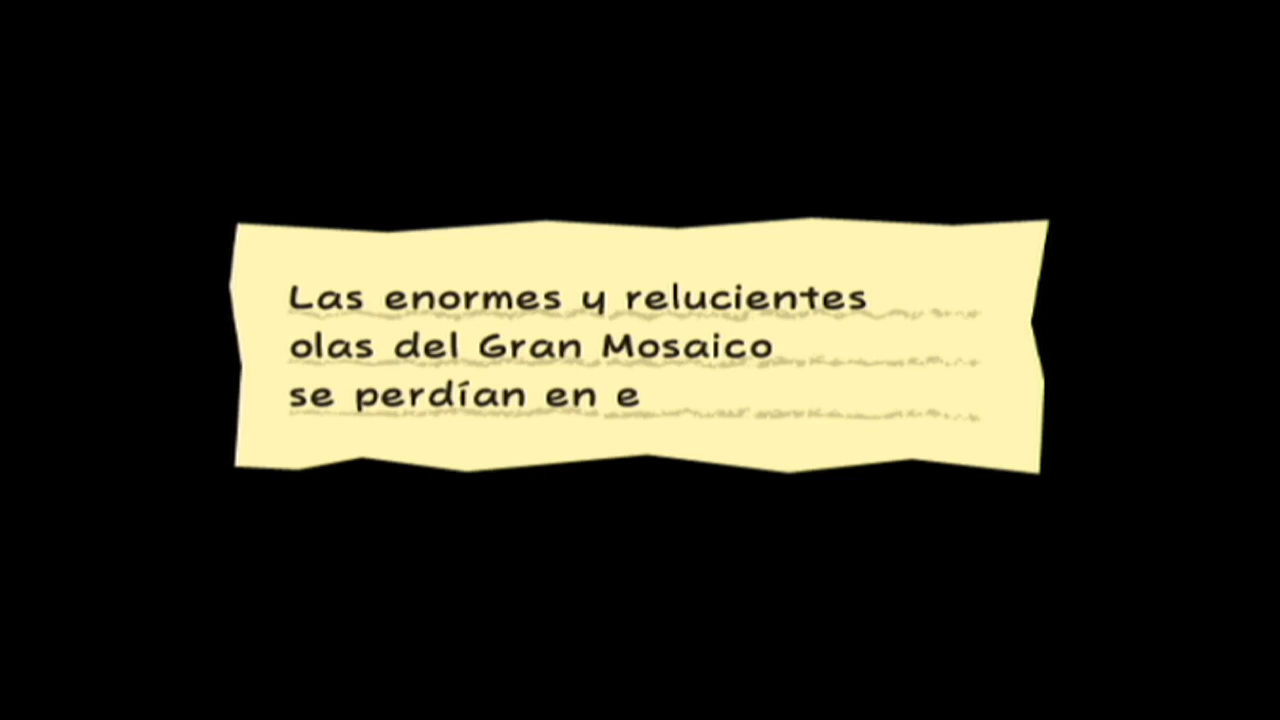 Las enormes y relucientes
olas del Gran Mosaico
se perdían en e